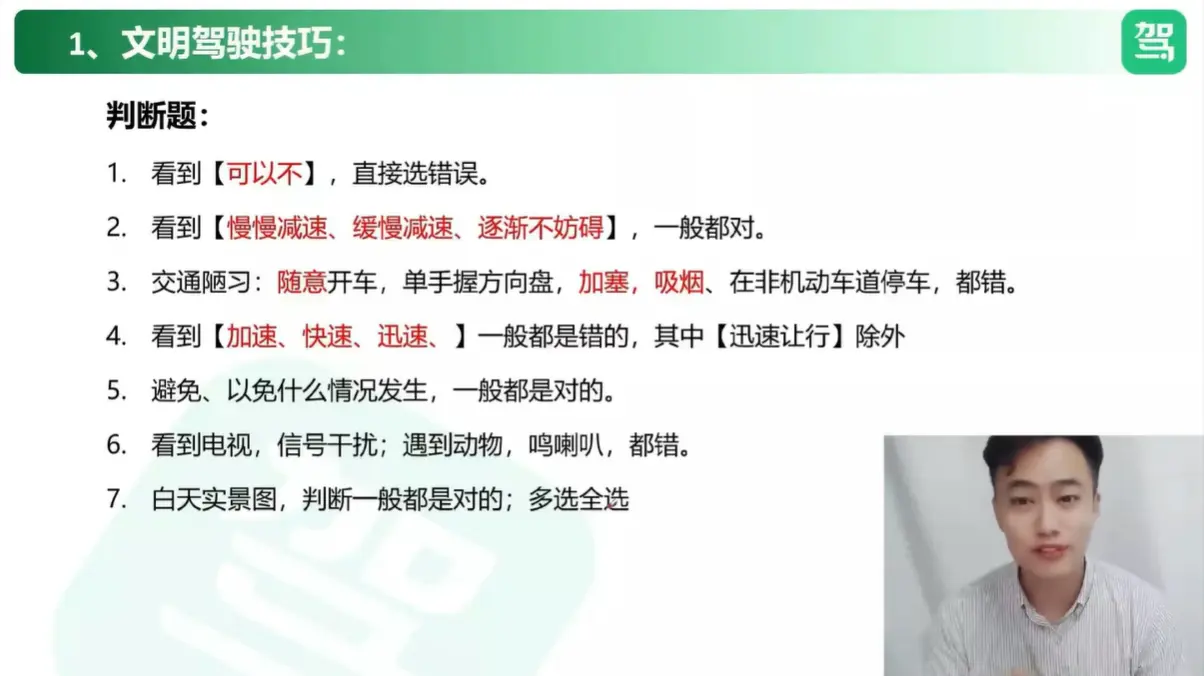 1、文明驾驶技巧：
驾
判断题：
1. 看到【可以不】，直接选错误。
2. 看到【慢慢减速、缓慢减速、逐渐不妨碍】，一般都对。
3. 交通陋习：随意开车，单手握方向盘，加塞，吸烟、在非机动车道停车，都错。
4. 看到【加速、快速、迅速、】一般都是错的，其中【迅速让行】除外
5. 避免、以免什么情况发生，一般都是对的。
6. 看到电视，信号干扰；遇到动物，鸣喇叭，都错。
7. 白天实景图，判断一般都是对的；多选全选
驾